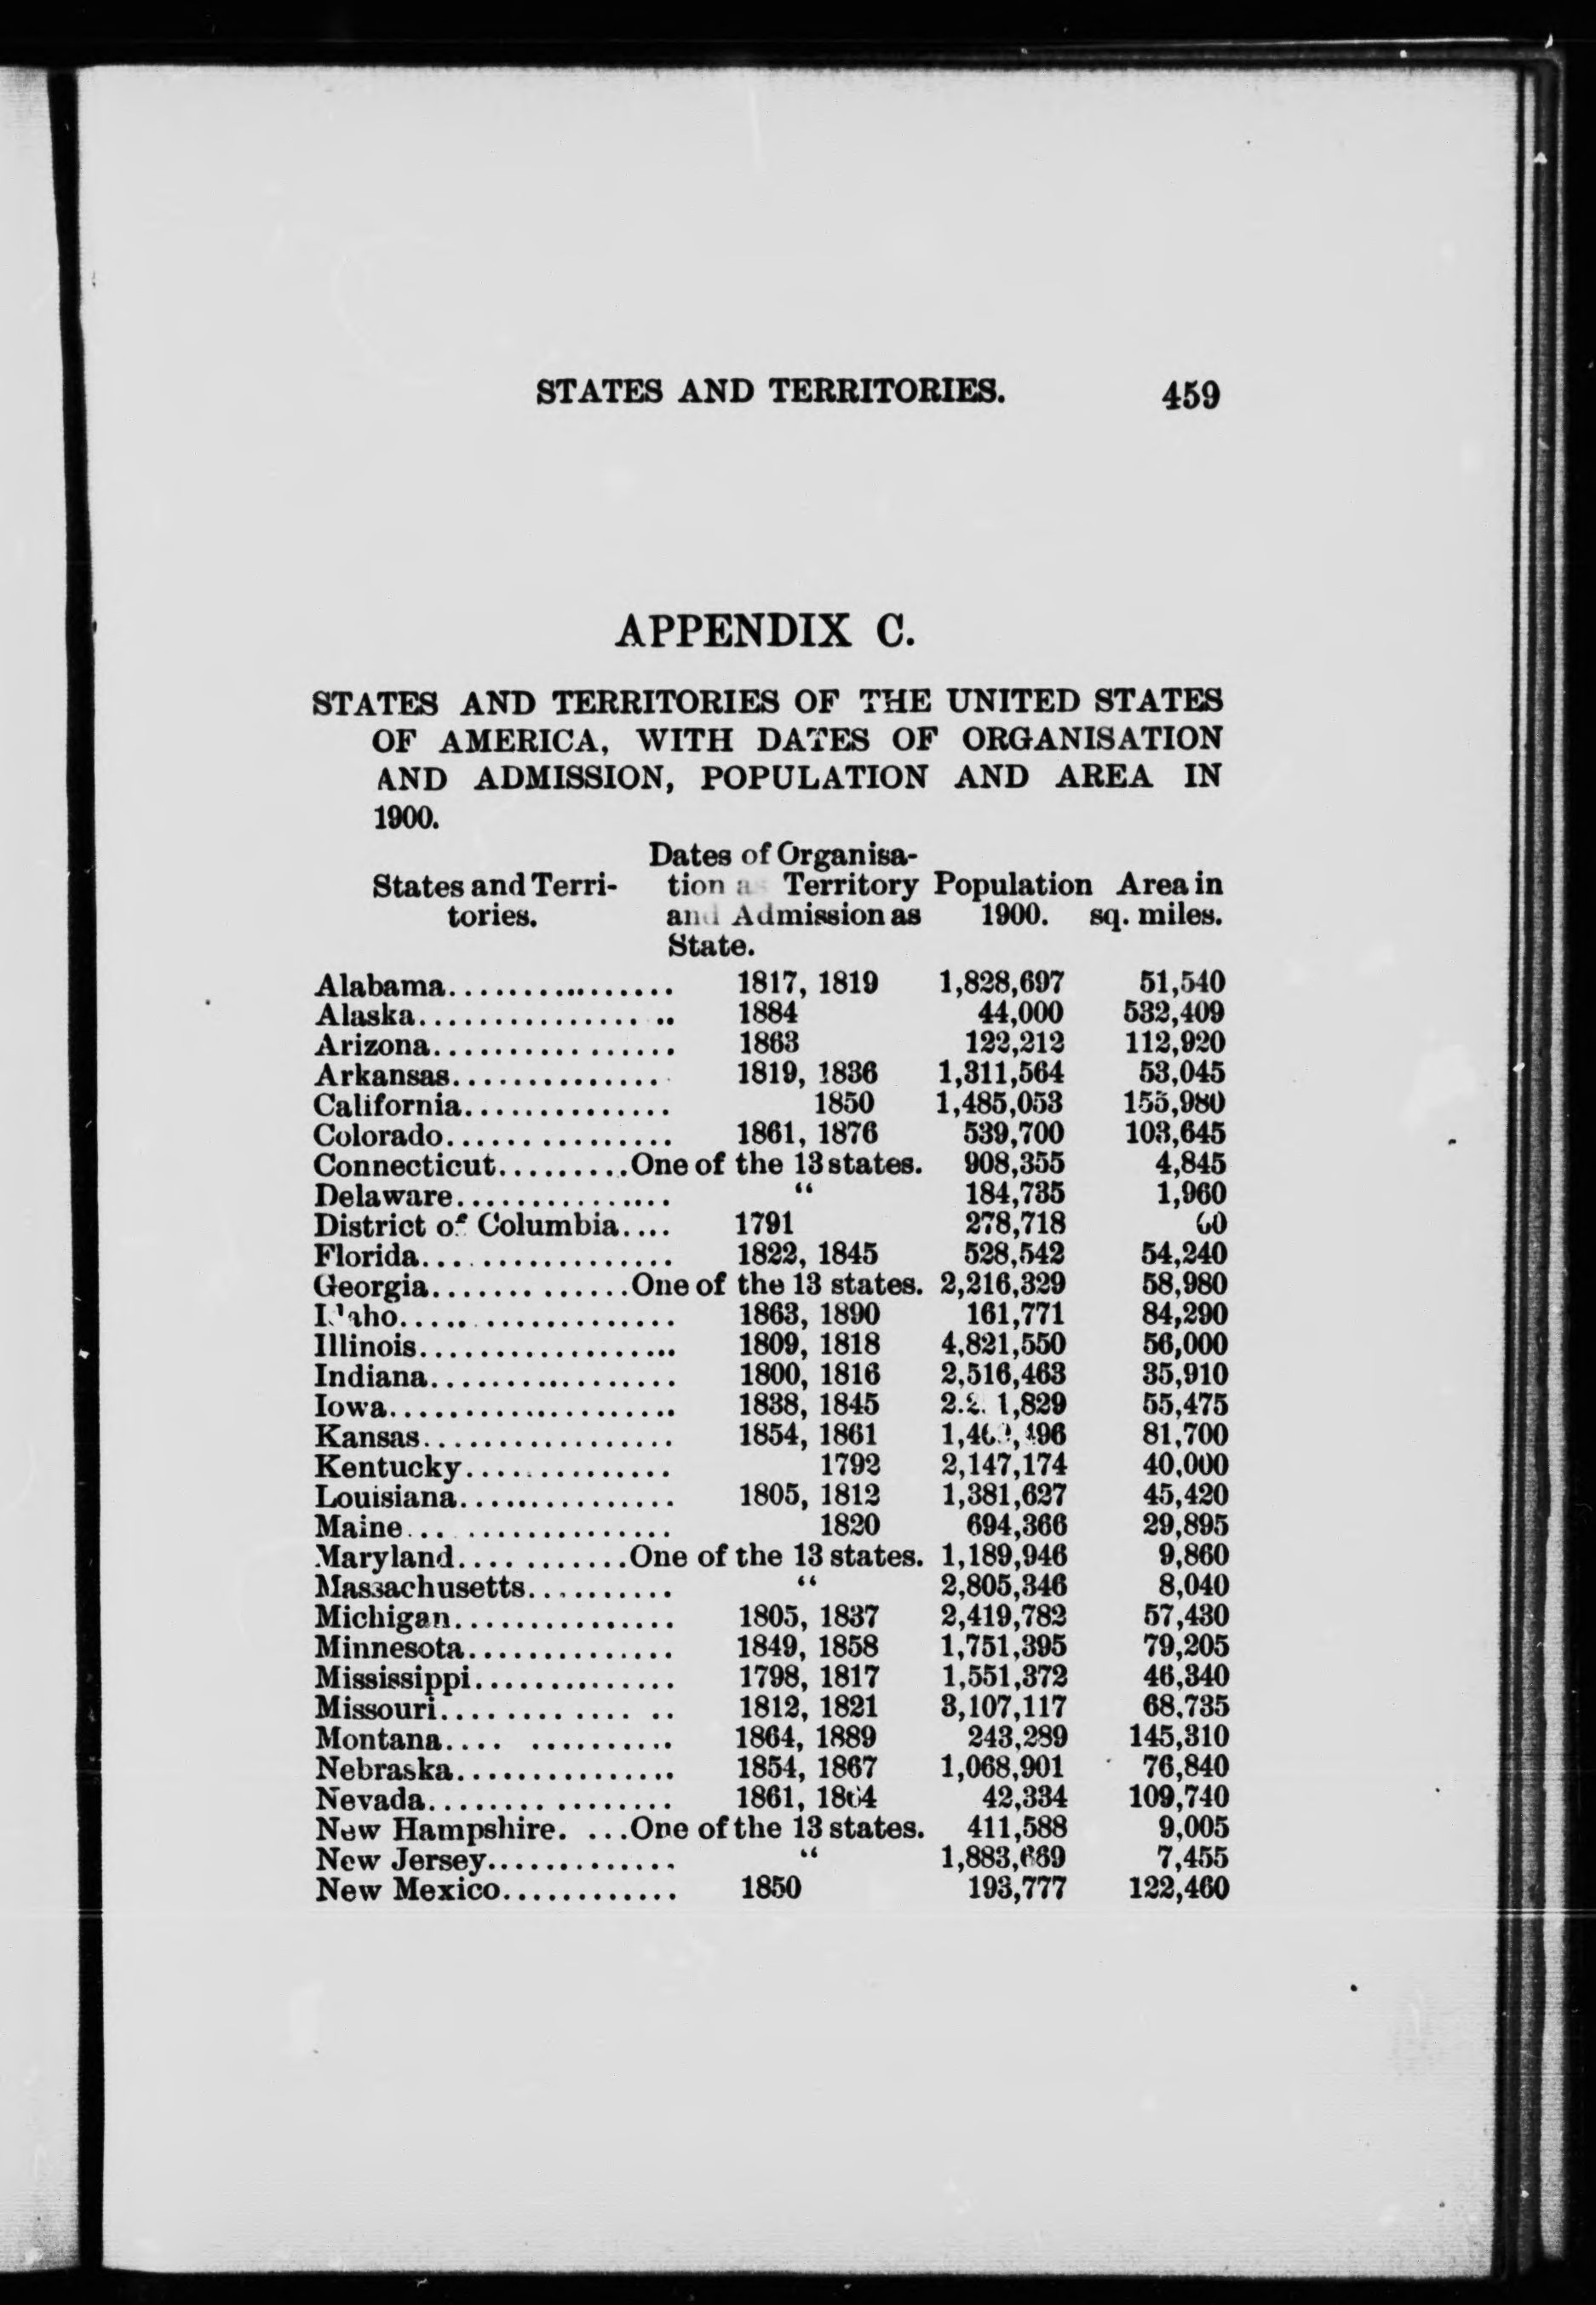 STATES AND TERRITORIES. 459
APPENDIX C.
STATES AND TERRITORIES OF THE UNITED STATES
OF AMERICA, WITH DATES OF ORGANISATION
AND ADMISSION, POPULATION AND AREA IN
1900.
Dates of Organisa-
States and Terri- tion as Territory Population Area in
tories. and Admission as 1900. sq. miles.
State.
Alabama................ 1817, 1819 1,828,697 51,540
Alaska................. 1884 44,000 532,409
Arizona................ 1863 122,212 112,920
Arkansas.............. 1819, 1836 1,311,564 53,045
California.............. 1850 1,485,053 155,980
Colorado............... 1861, 1876 539,700 103,645
Connecticut.........One of the 13 states. 908,355 4,845
Delaware............... “ 184,735 1,960
District of Columbia.... 1791 278,718 60
Florida................. 1822, 1845 528,542 54,240
Georgia.............One of the 13 states. 2,216,329 58,980
Idaho.................. 1863, 1890 161,771 84,290
Illinois................. 1809, 1818 4,821,550 56,000
Indiana................. 1800, 1816 2,516,463 35,910
Iowa................... 1838, 1845 55,475
Kansas................. 1854, 1861 81,700
Kentucky.............. 1792 2,147,174 40,000
Louisiana............... 1805, 1812 1,381,627 45,420
Maine................. 1820 694,366 29,895
Maryland...........One of the 13 states. 1,189,946 9,860
Massachusetts.......... “ 2,805,346 8,040
Michigan............... 1805, 1837 2,419,782 57,430
Minnesota.............. 1849, 1858 1,751,395 79,205
Mississippi.............. 1798, 1817 1,551,372 46,340
Missouri............... 1812, 1821 3,107,117 68,735
Montana.............. 1864, 1889 243,289 145,310
Nebraska............... 1854, 1867 1,068,901 76,840
Nevada................ 1861, 1864 42,334 109,740
New Hampshire. ...One of the 13 states. 411,588 9,005
New Jersey............. “ 1,883,669 7,455
New Mexico............ 1850 193,777 122,460